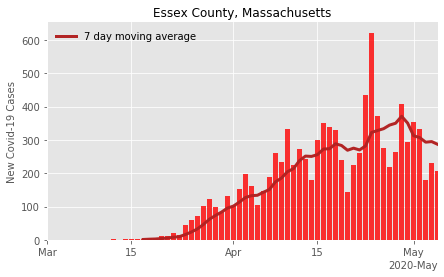 Essex County, Massachusetts
7 day moving average
New Covid-19 Cases
600
500
400
300
200
100
0
Mar
15
Apr
15
May
2020-May